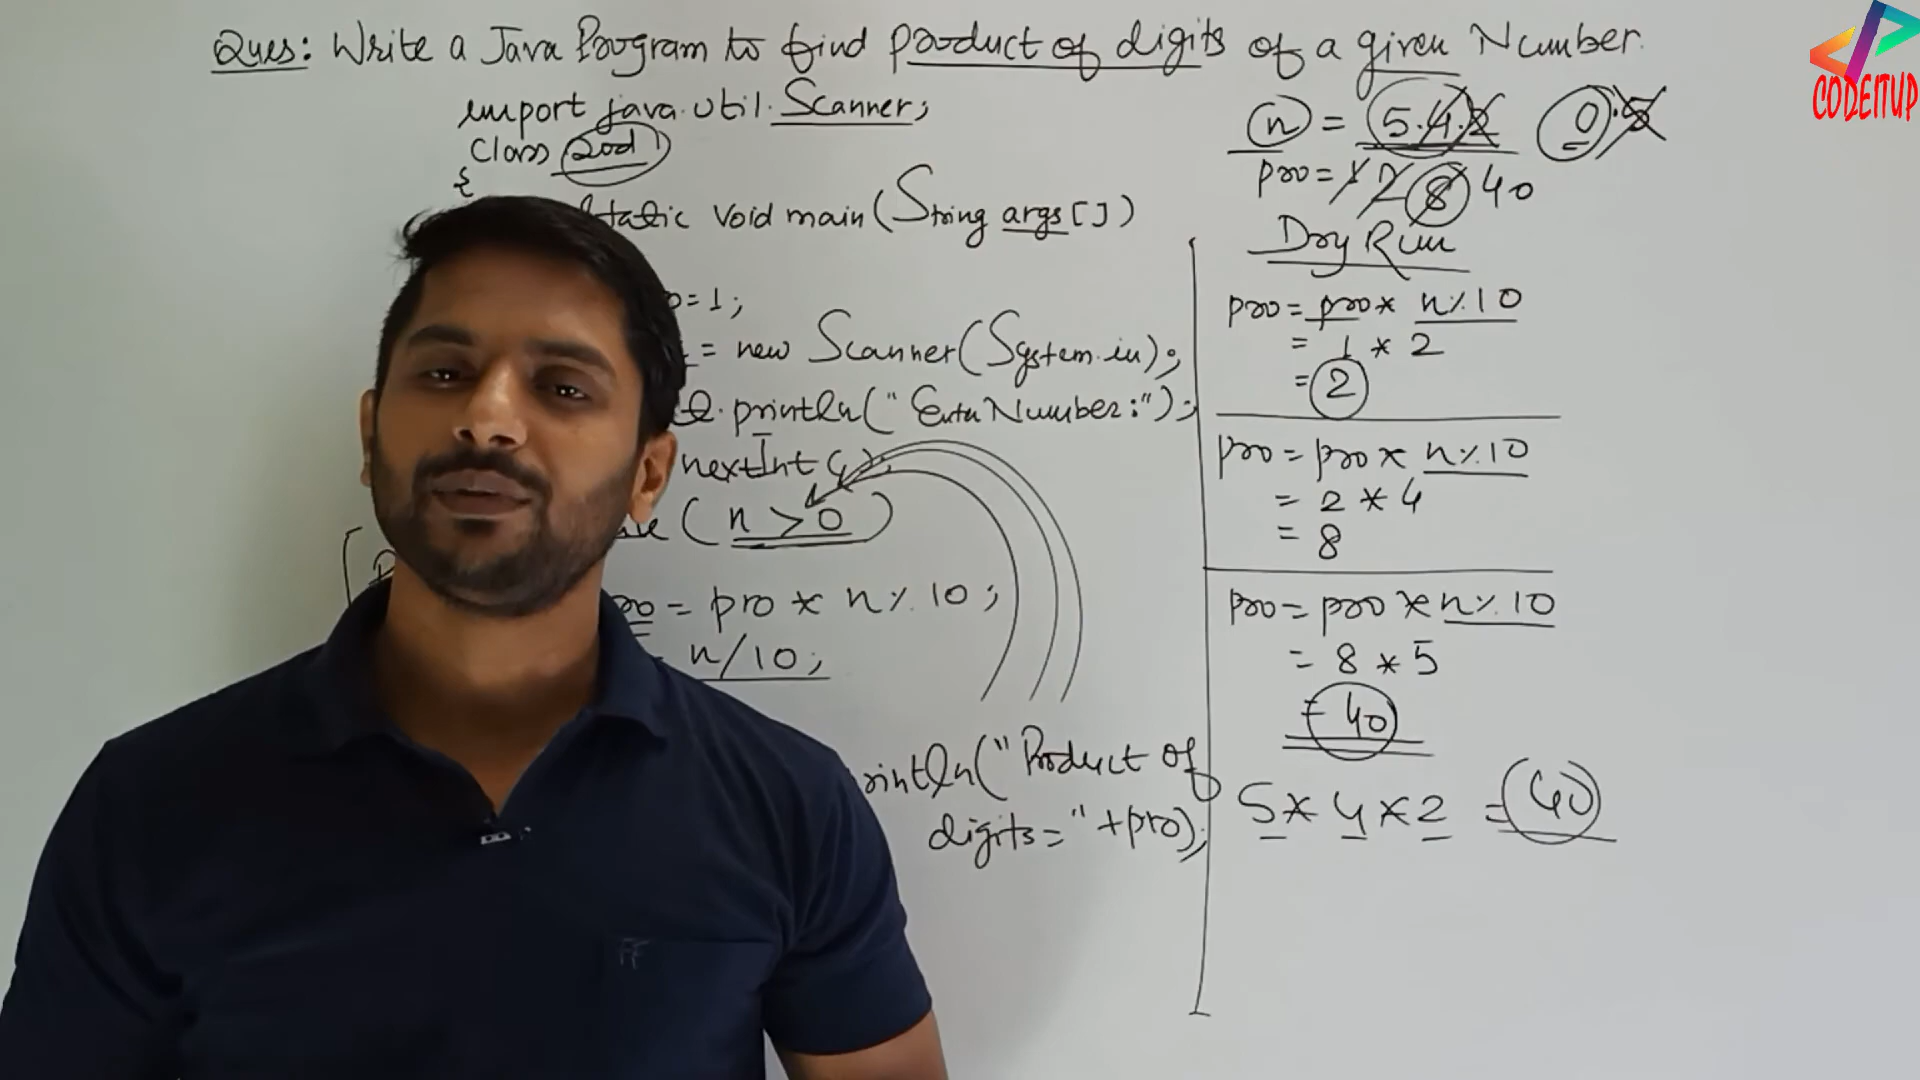 Ques: Write a Java Program to find product of digits of a given Number.
import java.util.Scanner;
class
{
static void main(String args[])
=1;
= new Scanner(System.in);
.println("Enter Number:");
nextInt();
(n>0)
= pro * n%10;
n/10;
println("Product of
digits="+pro);
n = 5.4.2 0.5
pro = 1 2 8 40
Dry Run
pro = pro * n%10
= 1 * 2
= 2
pro = pro * n%10
= 2 * 4
= 8
pro = pro * n%10
= 8 * 5
= 40
5 * 4 * 2 = 40
CODEITUP